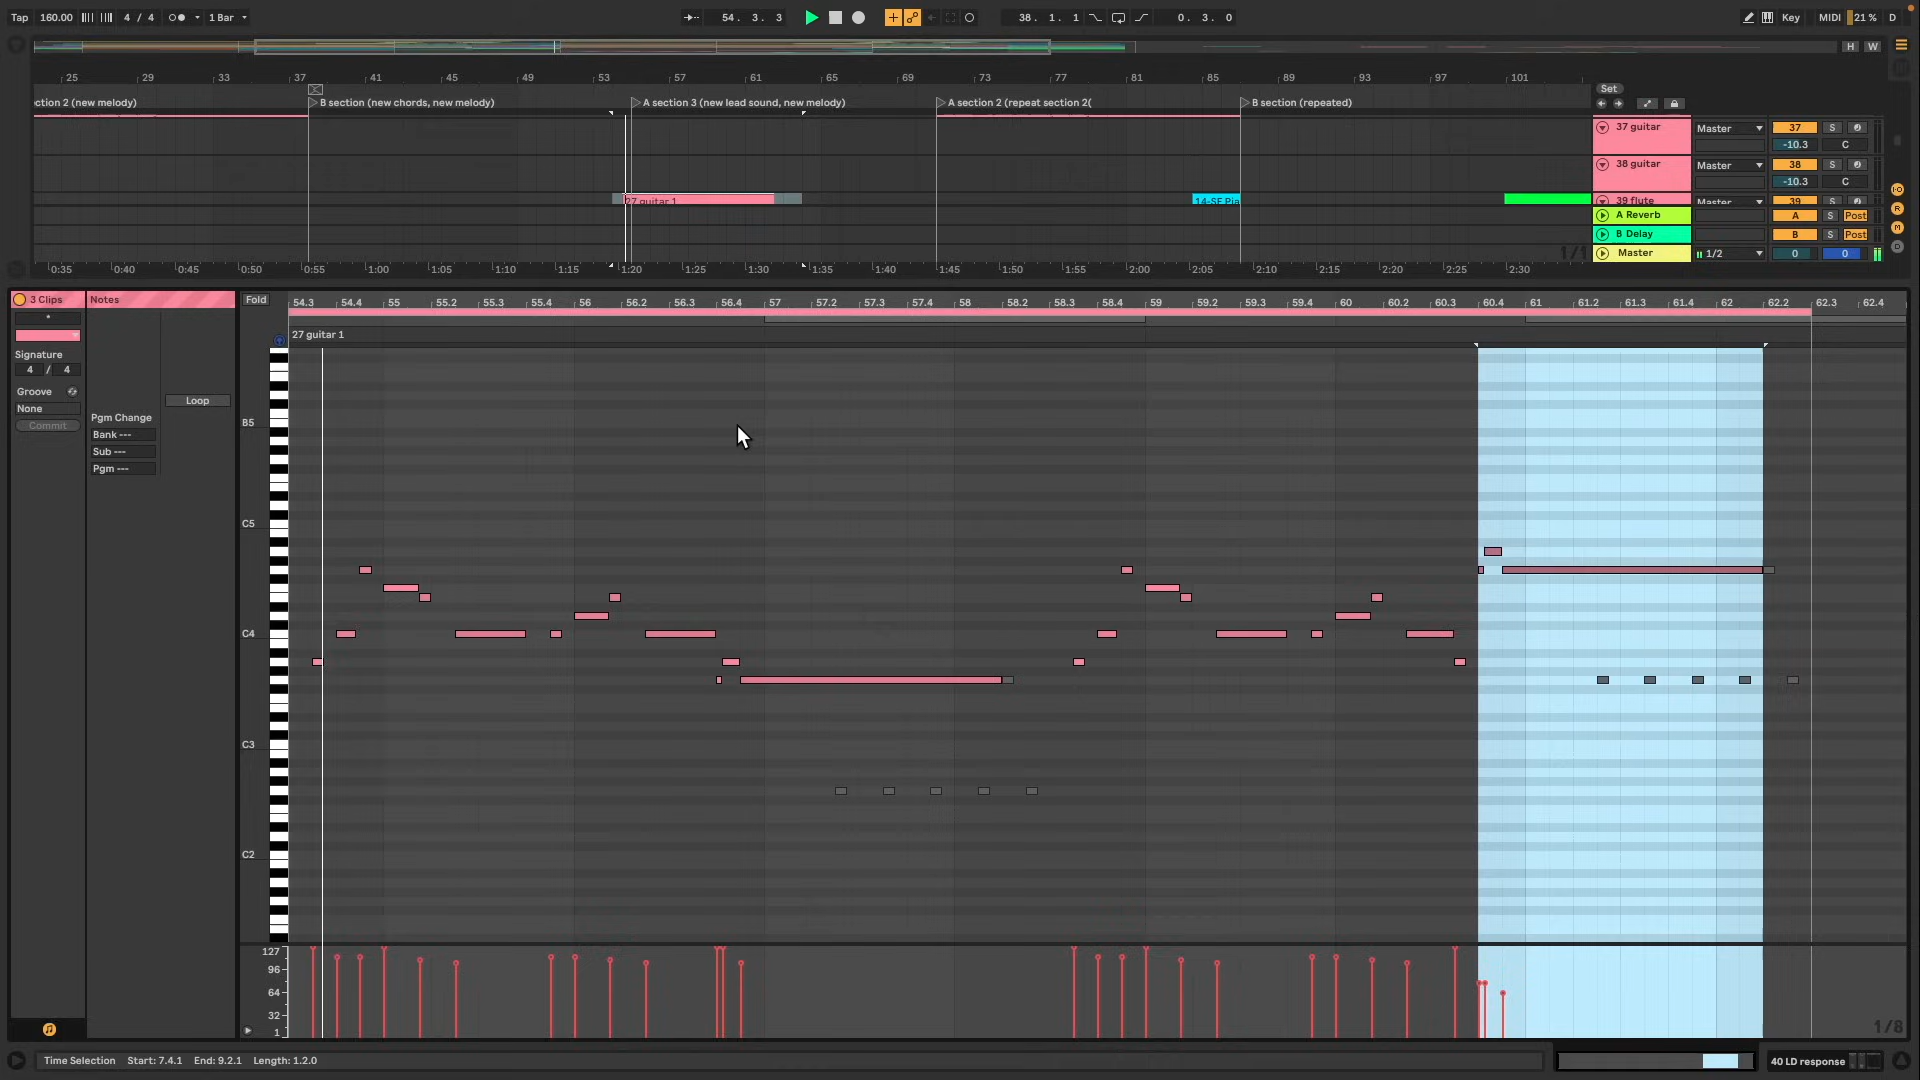 Tap 160.00 4 / 4 1 Bar 54. 3. 3 38. 1. 1 0. 3. 0 Key MIDI 21 % D
H W
25 29 33 37 41 45 49 53 57 61 65 69 73 77 81 85 89 93 97 101
Set
ction 2 (new melody) B section (new chords, new melody) A section 3 (new lead sound, new melody) A section 2 (repeat section 2( B section (repeated)
37 guitar Master 37 S
-10.3 C
38 guitar Master 38 S
-10.3 C
27 guitar 1 14-SF Pia 39 flute Master 39 S
A Reverb A S Post
B Delay B S Post
1/1 Master 1/2 0 0
0:35 0:40 0:45 0:50 0:55 1:00 1:05 1:10 1:15 1:20 1:25 1:30 1:35 1:40 1:45 1:50 1:55 2:00 2:05 2:10 2:15 2:20 2:25 2:30
3 Clips Notes Fold 54.3 54.4 55 55.2 55.3 55.4 56 56.2 56.3 56.4 57 57.2 57.3 57.4 58 58.2 58.3 58.4 59 59.2 59.3 59.4 60 60.2 60.3 60.4 61 61.2 61.3 61.4 62 62.2 62.3 62.4
*
27 guitar 1
Signature
4 / 4
Groove
None
Commit
Loop
Pgm Change
Bank ---
Sub ---
Pgm ---
B5
C5
C4
C3
C2
127
96
64
32
1
1/8
Time Selection Start: 7.4.1 End: 9.2.1 Length: 1.2.0 40 LD response